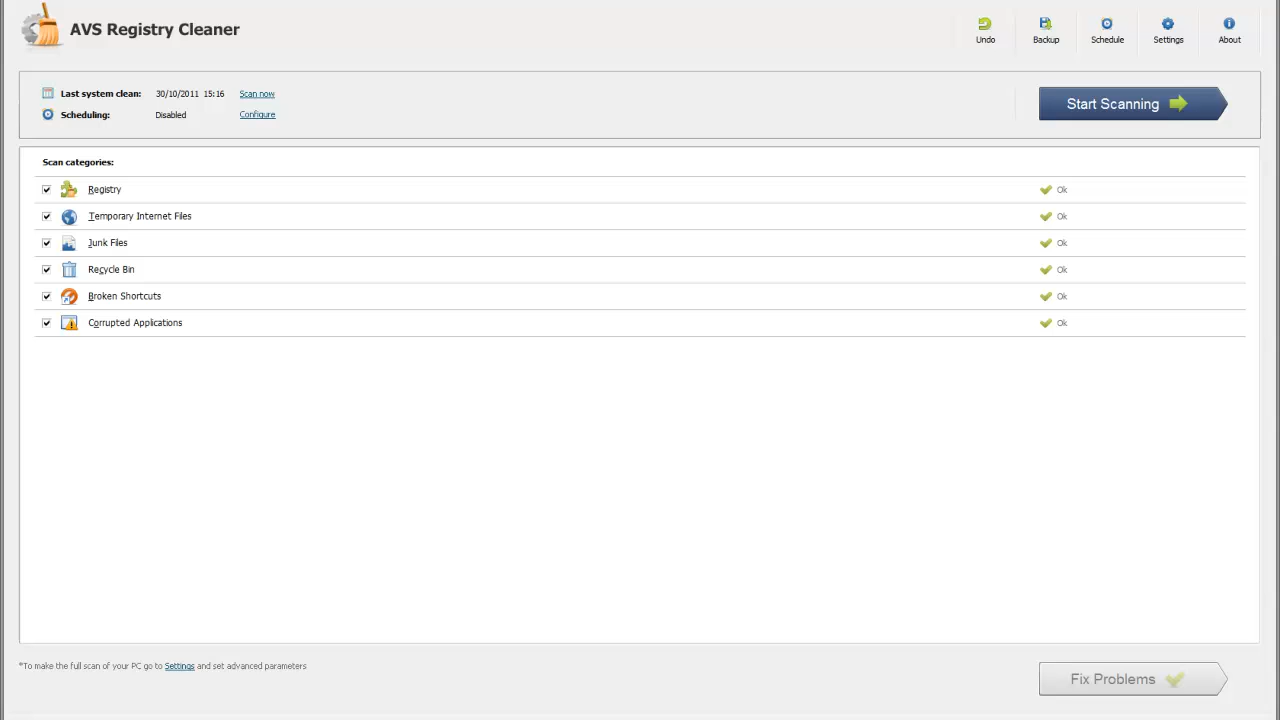 AVS Registry Cleaner
Undo Backup Schedule Settings About
Last system clean: 30/10/2011 15:16 Scan now
Scheduling: Disabled Configure
Start Scanning
Scan categories:
Registry Ok
Temporary Internet Files Ok
Junk Files Ok
Recycle Bin Ok
Broken Shortcuts Ok
Corrupted Applications Ok
*To make the full scan of your PC go to Settings and set advanced parameters
Fix Problems